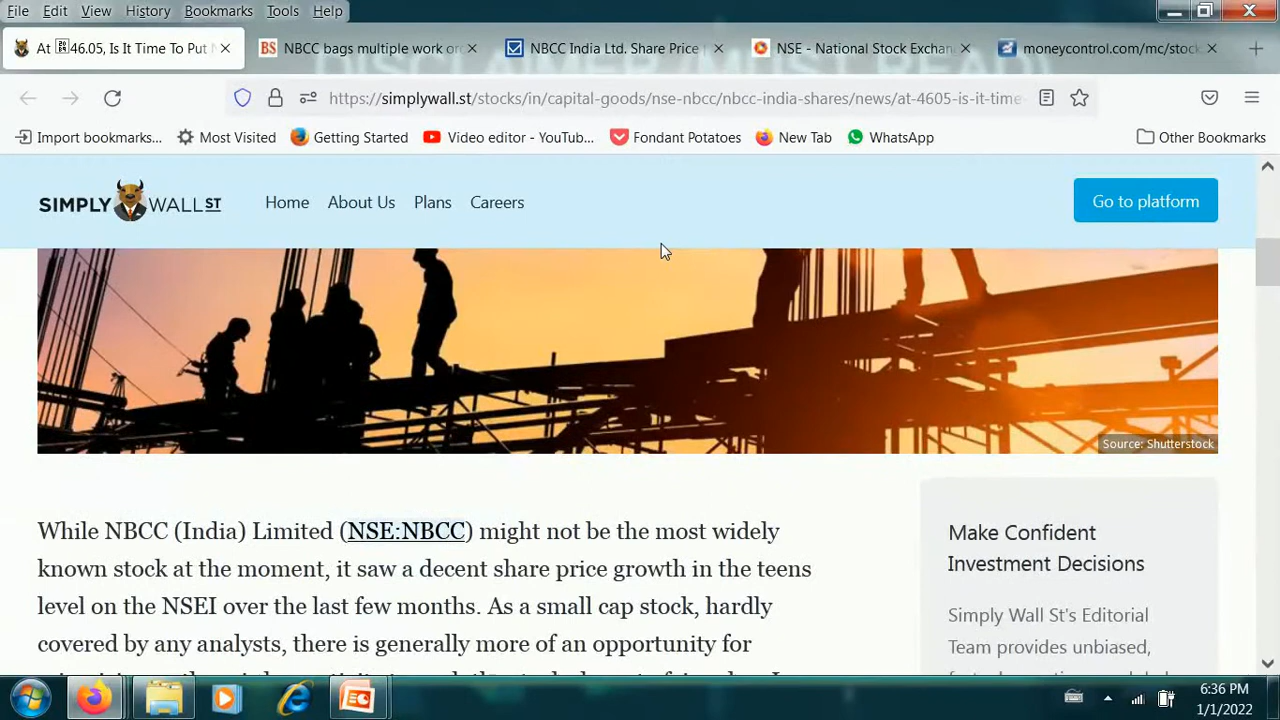 File Edit View History Bookmarks Tools Help
At 46.05, Is It Time To Put N
BS NBCC bags multiple work ord
NBCC India Ltd. Share Price
NSE - National Stock Exchan
moneycontrol.com/mc/stock
https://simplywall.st/stocks/in/capital-goods/nse-nbcc/nbcc-india-shares/news/at-4605-is-it-time-
Import bookmarks... Most Visited Getting Started Video editor - YouTub... Fondant Potatoes New Tab WhatsApp Other Bookmarks
SIMPLY WALL ST Home About Us Plans Careers Go to platform
Source: Shutterstock
While NBCC (India) Limited (NSE:NBCC) might not be the most widely
known stock at the moment, it saw a decent share price growth in the teens
level on the NSEI over the last few months. As a small cap stock, hardly
covered by any analysts, there is generally more of an opportunity for
Make Confident
Investment Decisions
Simply Wall St's Editorial
Team provides unbiased,
6:36 PM
1/1/2022